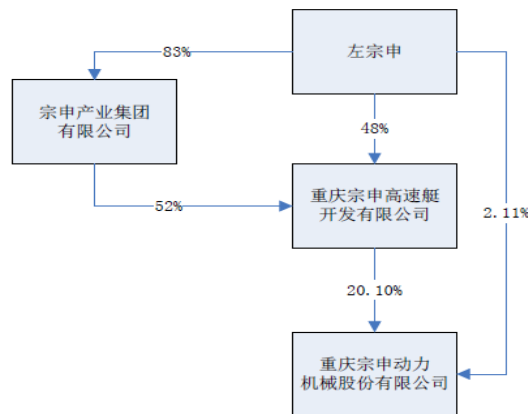 83%
左宗申
宗申产业集团
有限公司
48%
52%
重庆宗申高速艇
开发有限公司
2.11%
20.10%
重庆宗申动力
机械股份有限公司